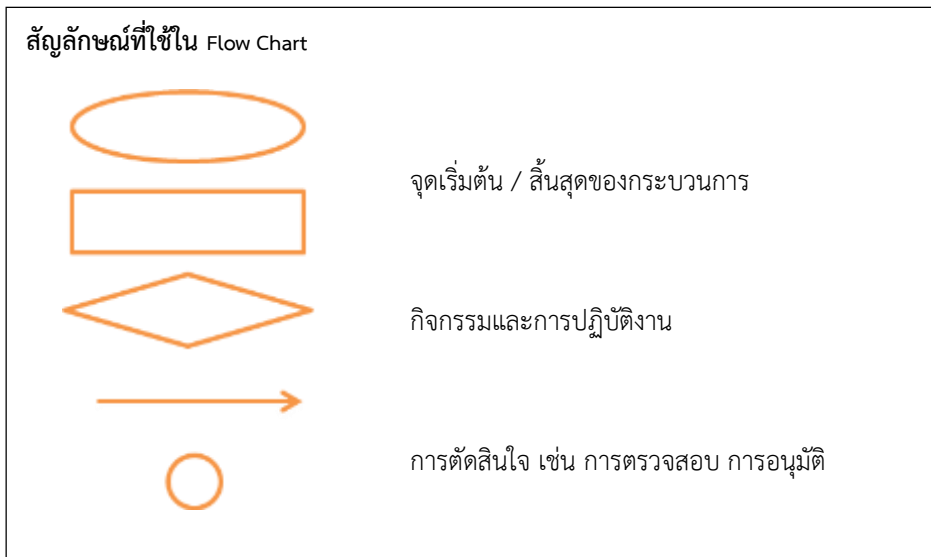 สัญลักษณ์ที่ใช้ใน Flow Chart
จุดเริ่มต้น / สิ้นสุดของกระบวนการ
กิจกรรมและการปฏิบัติงาน
การตัดสินใจ เช่น การตรวจสอบ การอนุมัติ